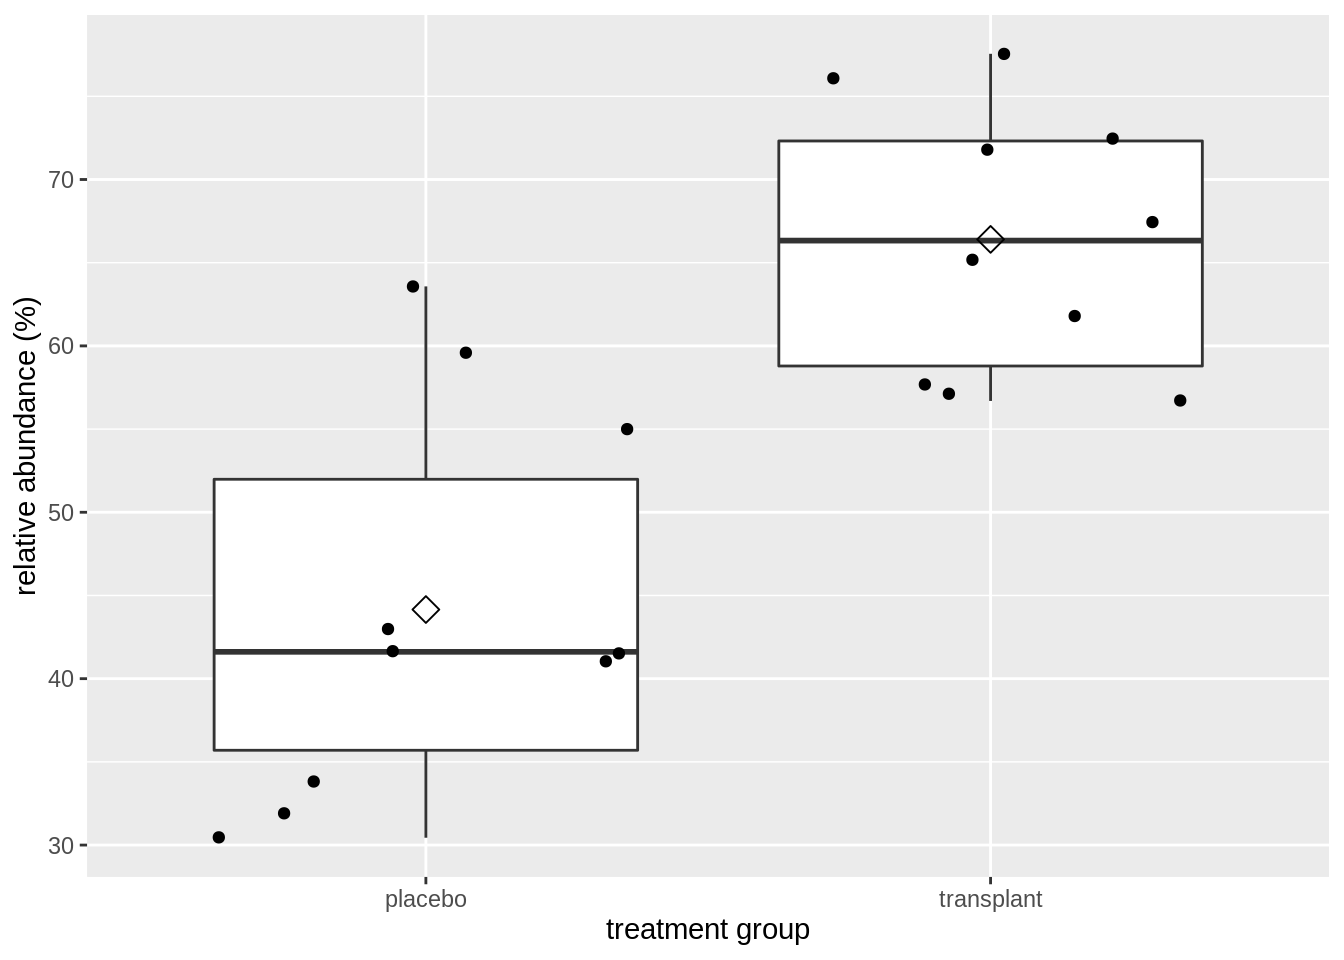 relative abundance (%)
70
60
50
40
30
placebo
transplant
treatment group